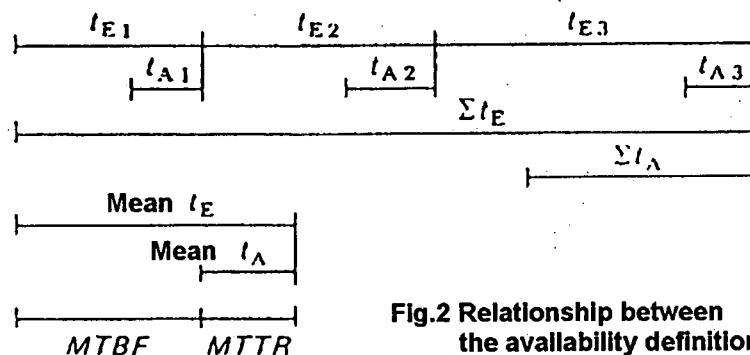 t_E1 t_E2 t_E3
t_A1 t_A2 t_A3
Σt_E
Σt_A
Mean t_E
Mean t_A
MTBF MTTR
Fig.2 Relationship between
the availability definition